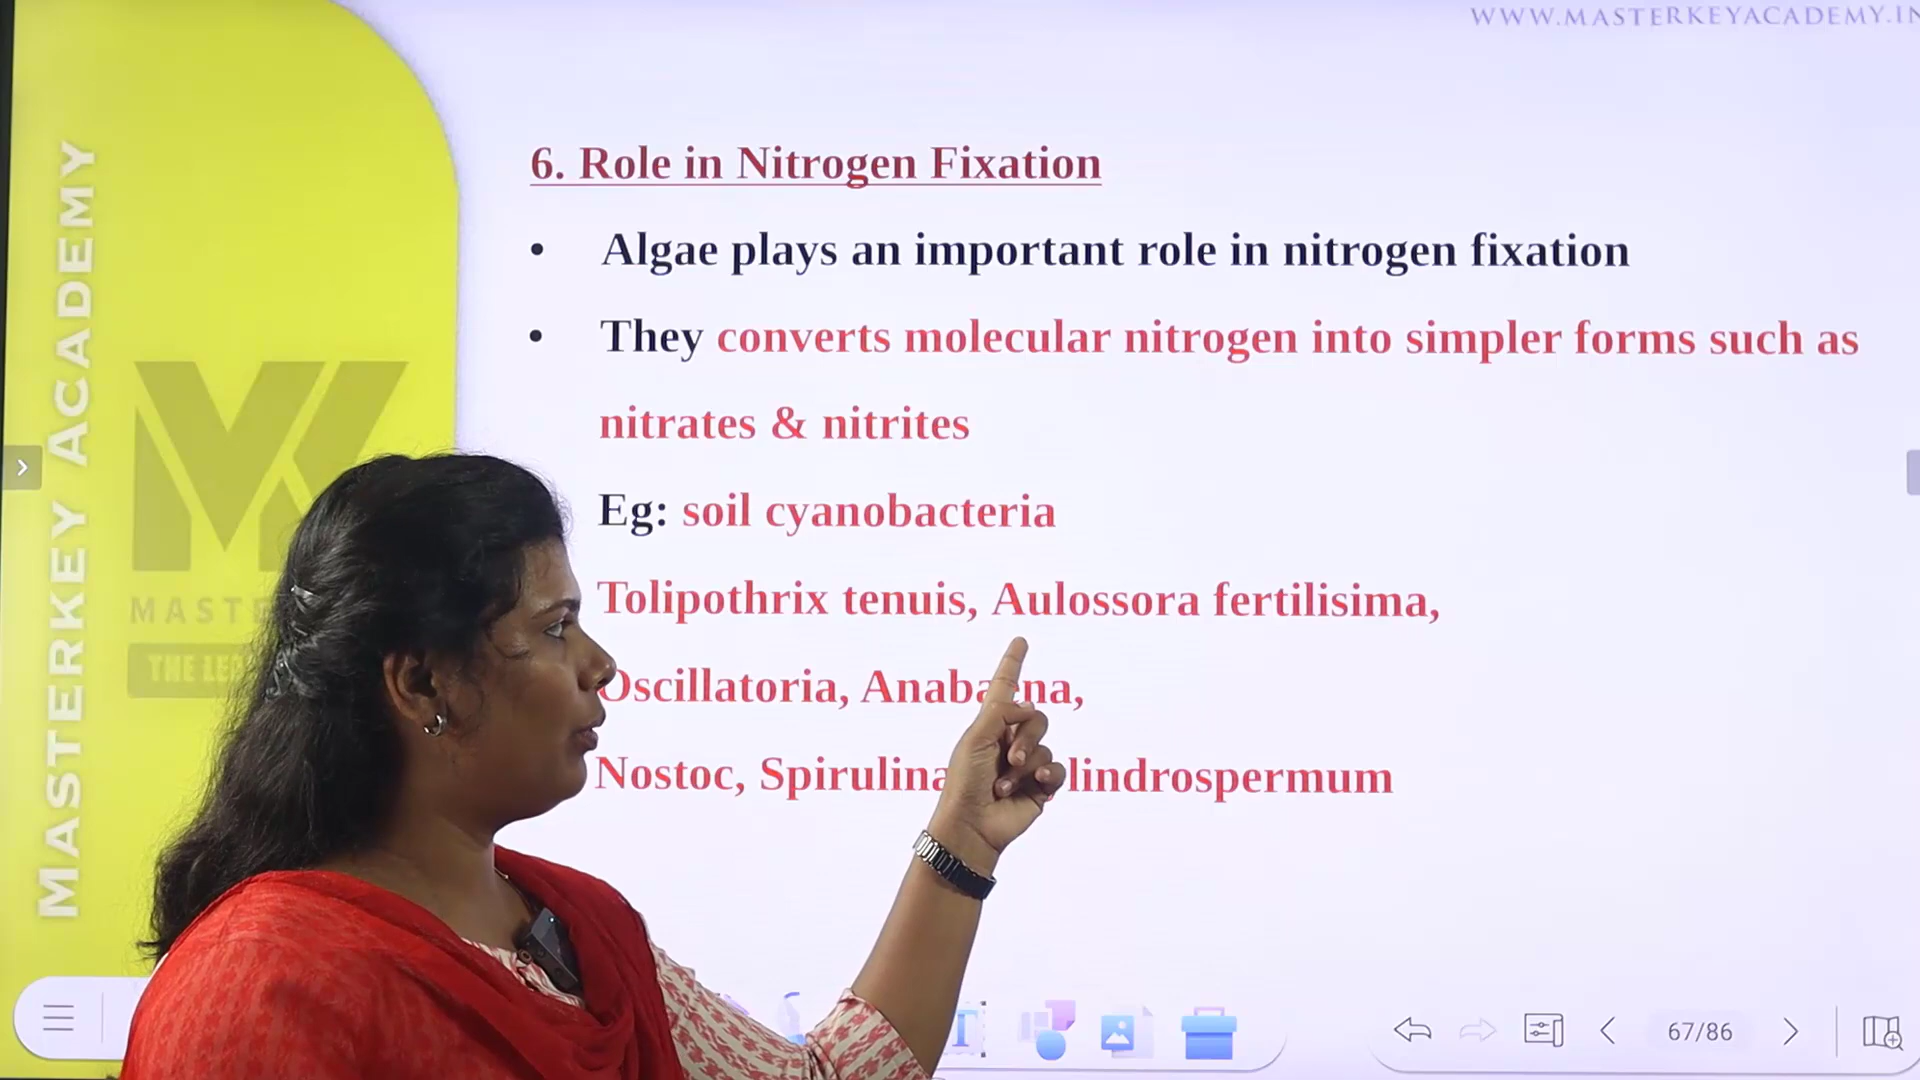 WWW.MASTERKEYACADEMY.IN
MASTERKEY ACADEMY
6. Role in Nitrogen Fixation
• Algae plays an important role in nitrogen fixation
• They converts molecular nitrogen into simpler forms such as
nitrates & nitrites
Eg: soil cyanobacteria
Tolipothrix tenuis, Aulossora fertilisima,
Oscillatoria, Anabaena,
Nostoc, Spirulina
67/86